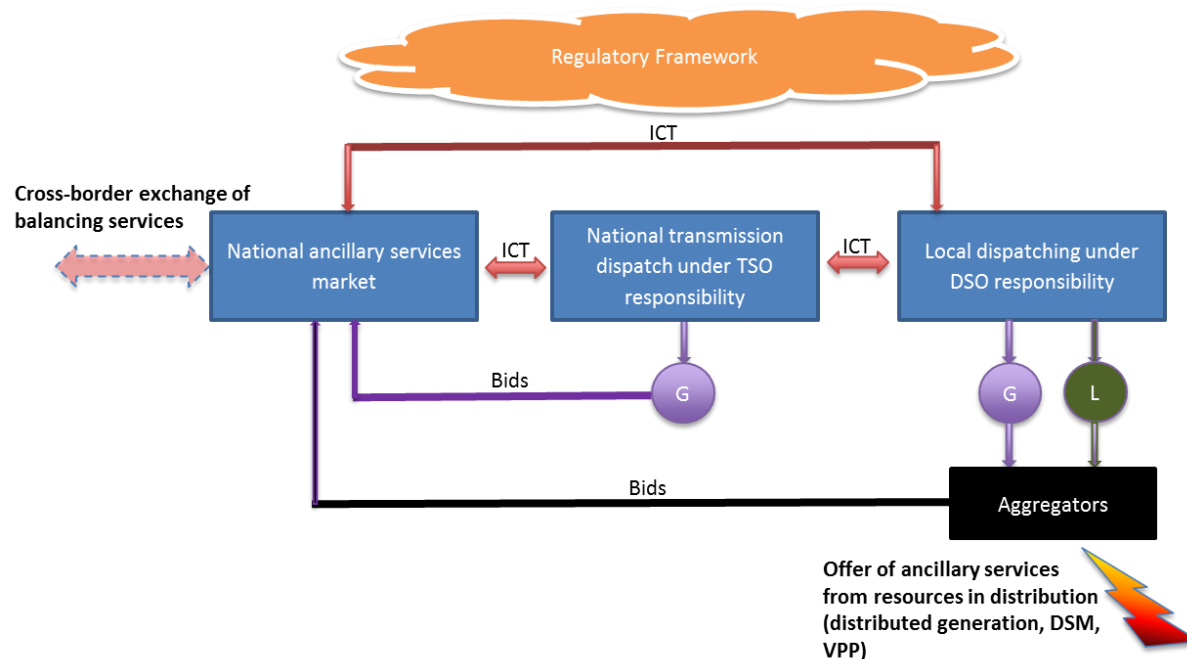 Regulatory Framework
ICT
Cross-border exchange of
balancing services
National ancillary services
market
ICT
National transmission
dispatch under TSO
responsibility
ICT
Local dispatching under
DSO responsibility
Bids
G
G
L
Bids
Aggregators
Offer of ancillary services
from resources in distribution
(distributed generation, DSM,
VPP)